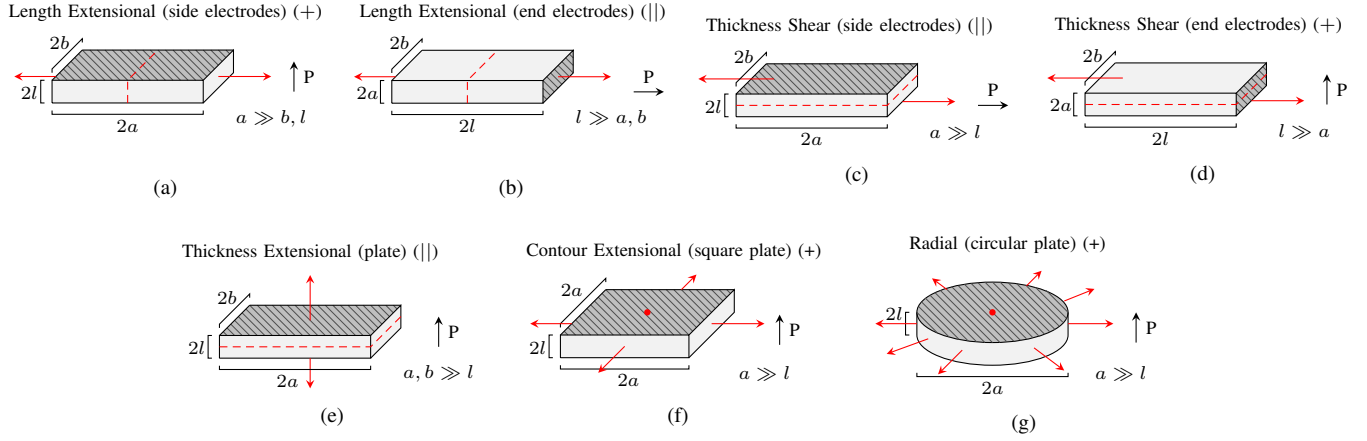 Length Extensional (side electrodes) (+)
2b
2l
P
2a
a ≫ b, l
(a)
Length Extensional (end electrodes) (||)
2b
2a
P
2l
l ≫ a, b
(b)
Thickness Shear (side electrodes) (||)
2b
2l
P
2a
a ≫ l
(c)
Thickness Shear (end electrodes) (+)
2b
2a
P
2l
l ≫ a
(d)
Thickness Extensional (plate) (||)
2b
2l
P
2a
a, b ≫ l
(e)
Contour Extensional (square plate) (+)
2a
2l
P
2a
a ≫ l
(f)
Radial (circular plate) (+)
2l
P
2a
a ≫ l
(g)